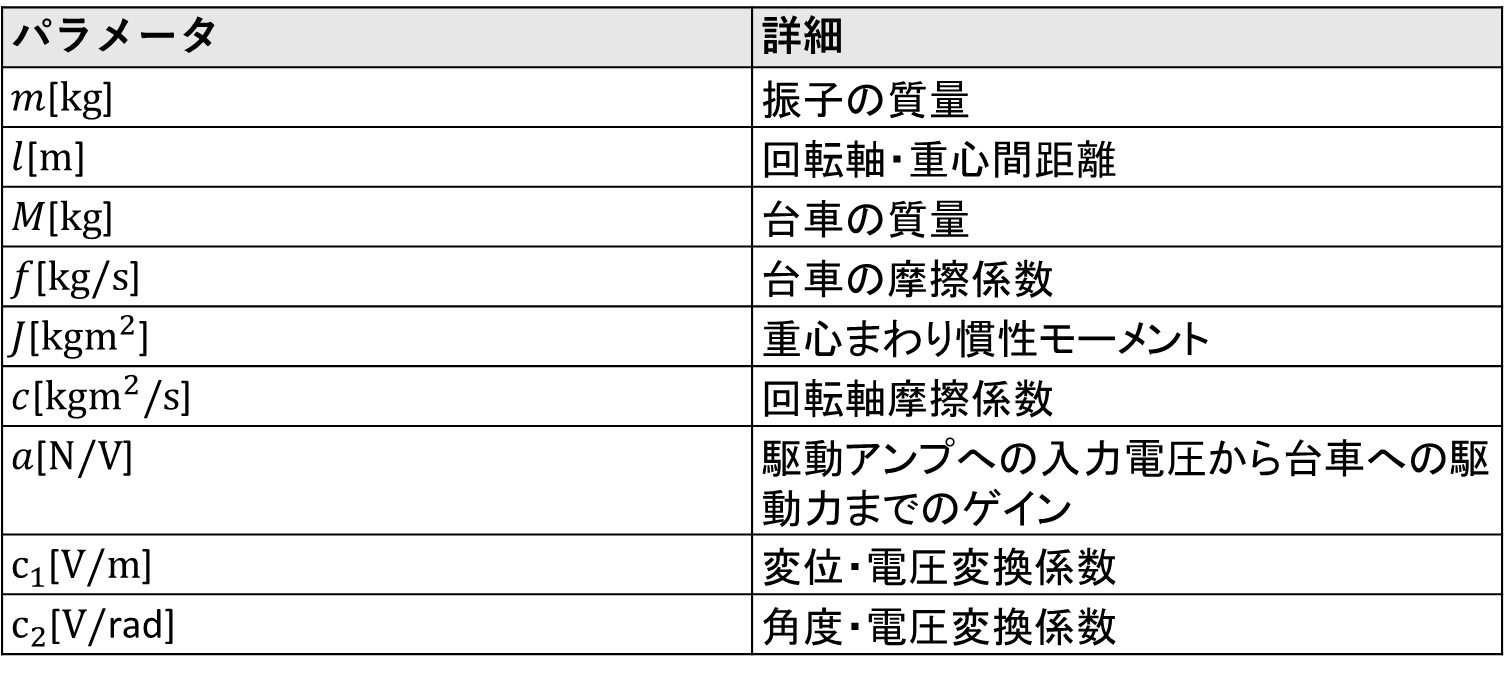 パラメータ 詳細
m[kg] 振子の質量
l[m] 回転軸・重心間距離
M[kg] 台車の質量
f[kg/s] 台車の摩擦係数
J[kgm²] 重心まわり慣性モーメント
c[kgm²/s] 回転軸摩擦係数
a[N/V] 駆動アンプへの入力電圧から台車への駆
動力までのゲイン
c₁[V/m] 変位・電圧変換係数
c₂[V/rad] 角度・電圧変換係数